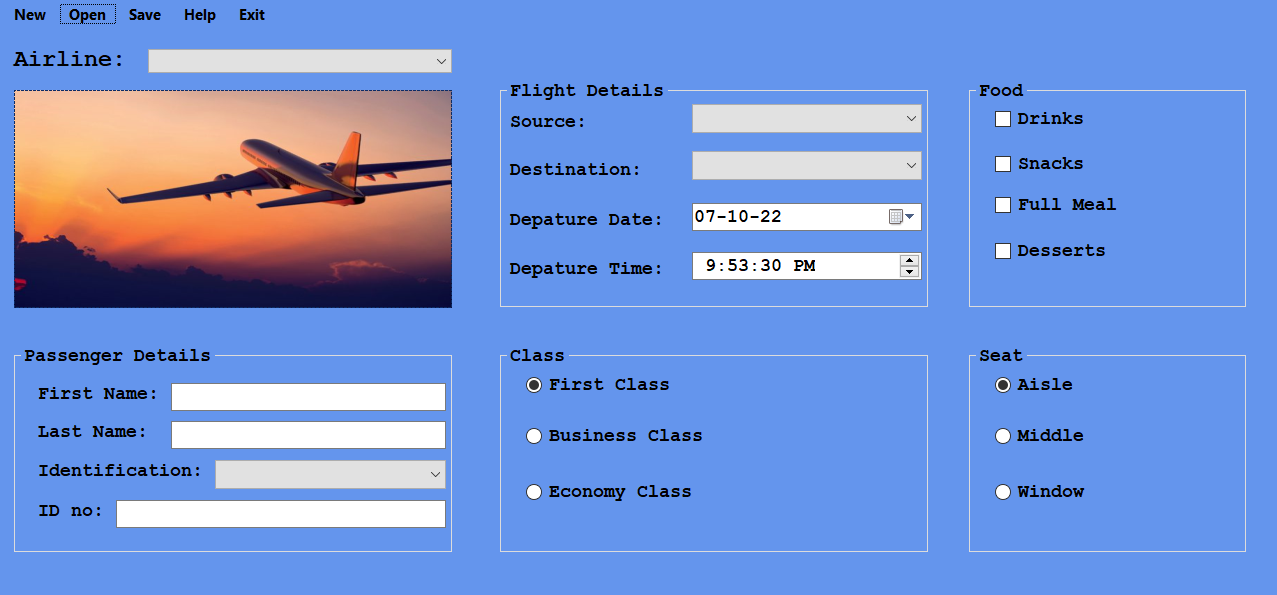 New Open Save Help Exit
Airline:
Flight Details
Source:
Destination:
Depature Date: 07-10-22
Depature Time: 9:53:30 PM
Food
Drinks
Snacks
Full Meal
Desserts
Passenger Details
First Name:
Last Name:
Identification:
ID no:
Class
First Class
Business Class
Economy Class
Seat
Aisle
Middle
Window